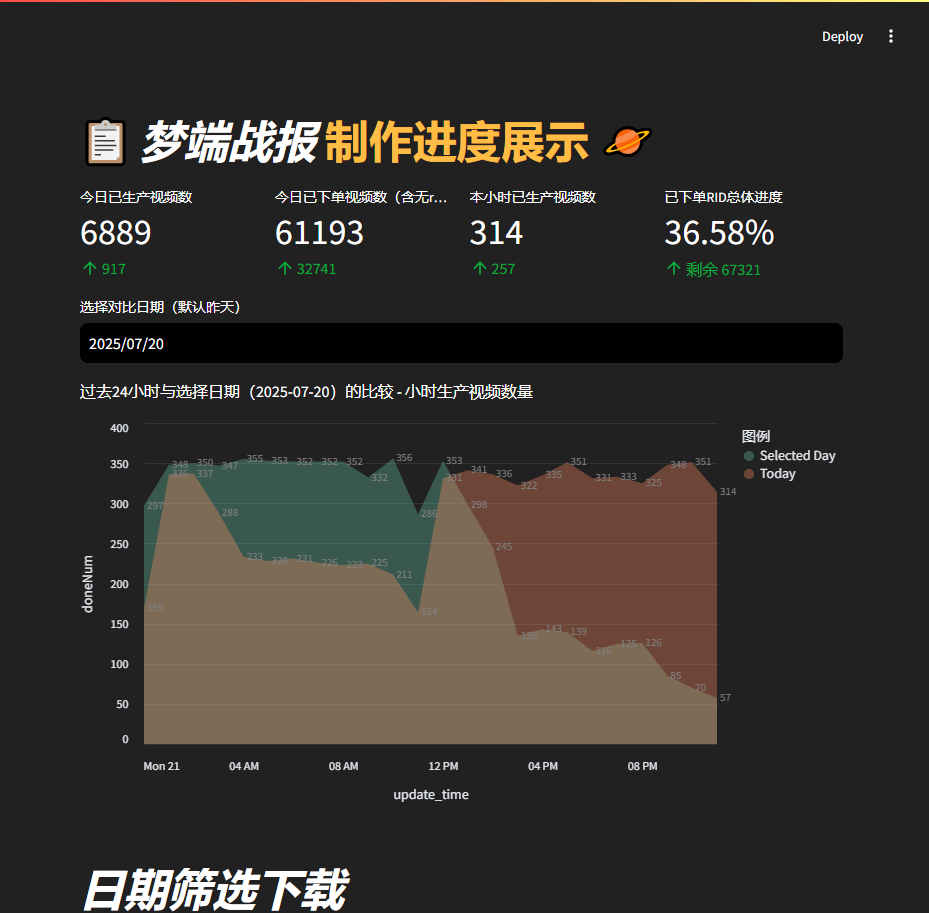 Deploy
梦端战报 制作进度展示
今日已生产视频数
6889
917
今日已下单视频数（含无r…
61193
32741
本小时已生产视频数
314
257
已下单RID总体进度
36.58%
剩余 67321
选择对比日期（默认昨天）
2025/07/20
过去24小时与选择日期（2025-07-20）的比较 - 小时生产视频数量
图例
Selected Day
Today
doneNum
400
350
300
250
200
150
100
50
0
297 348 350 347 355 353 352 352 352 332 356 286 353 298 245 135 143 139 116 125 126 85 70 57
159 336 337 288 233 228 231 226 223 225 211 164 331 341 336 322 335 351 331 333 325 348 351 314
Mon 21 04 AM 08 AM 12 PM 04 PM 08 PM
update_time
日期筛选下载